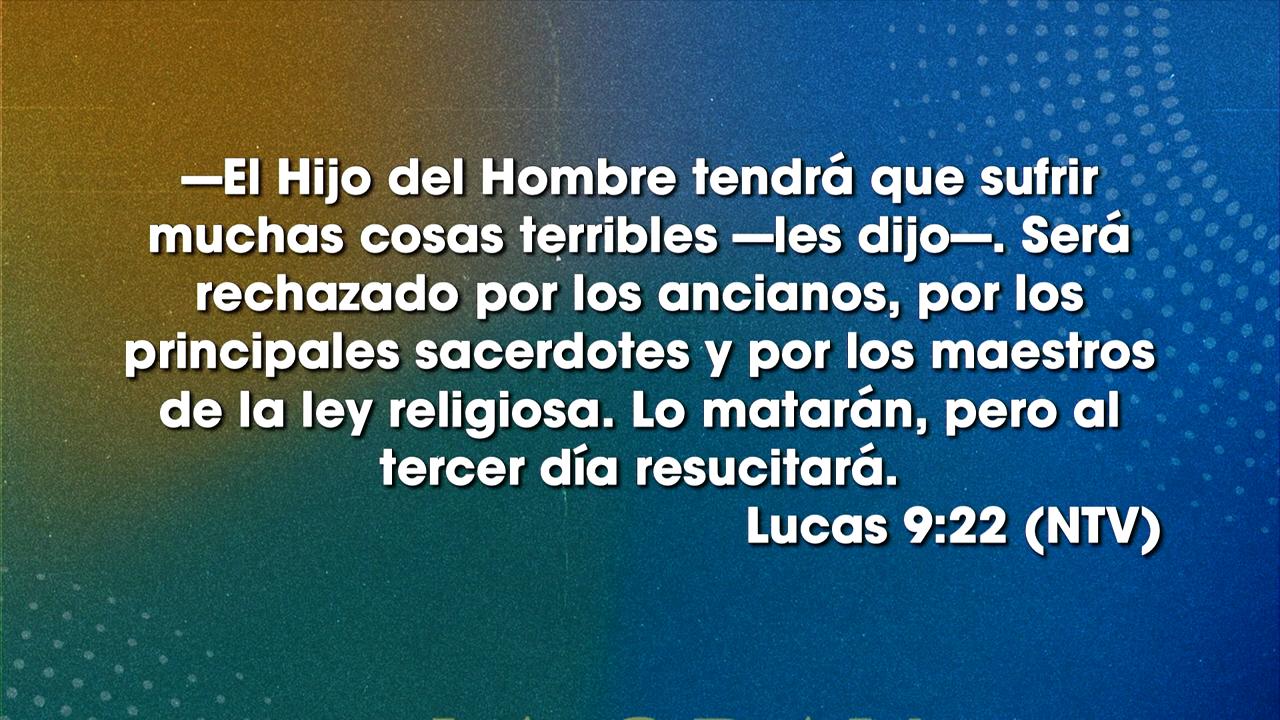 —El Hijo del Hombre tendrá que sufrir
muchas cosas terribles —les dijo—. Será
rechazado por los ancianos, por los
principales sacerdotes y por los maestros
de la ley religiosa. Lo matarán, pero al
tercer día resucitará.
Lucas 9:22 (NTV)